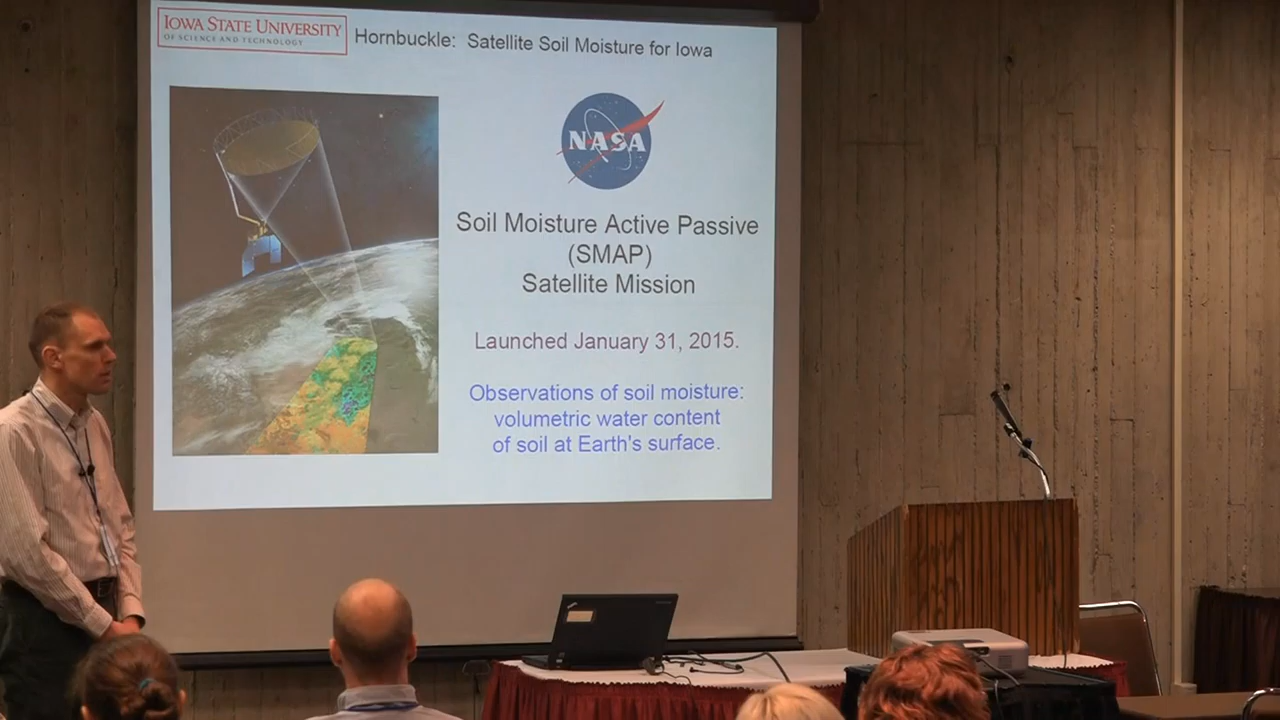 IOWA STATE UNIVERSITY
OF SCIENCE AND TECHNOLOGY
Hornbuckle: Satellite Soil Moisture for Iowa
NASA
Soil Moisture Active Passive
(SMAP)
Satellite Mission
Launched January 31, 2015.
Observations of soil moisture:
volumetric water content
of soil at Earth's surface.